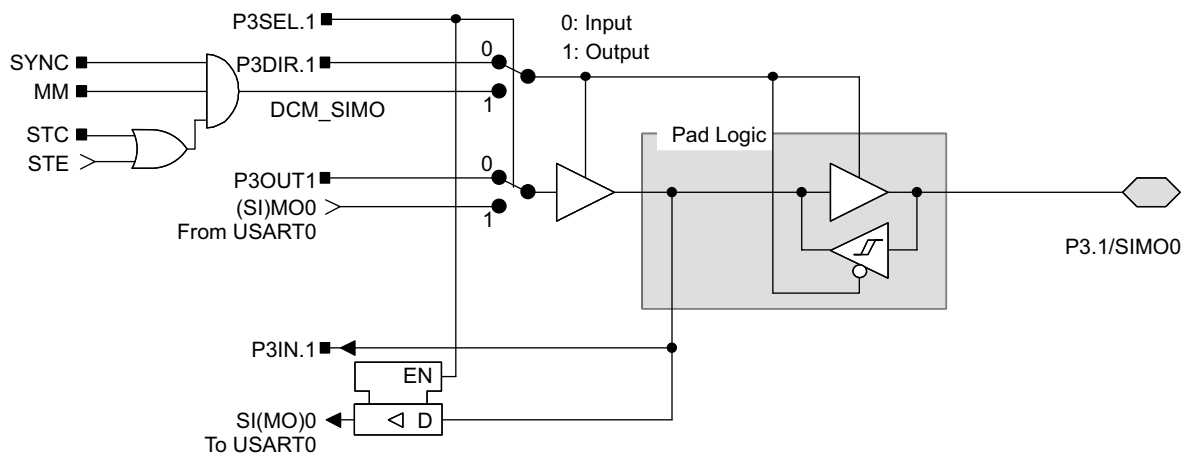 P3SEL.1
0: Input
1: Output
SYNC
P3DIR.1
0
MM
1
DCM_SIMO
STC
STE
Pad Logic
P3OUT1
0
(SI)MO0
1
From USART0
P3.1/SIMO0
P3IN.1
EN
SI(MO)0
D
To USART0